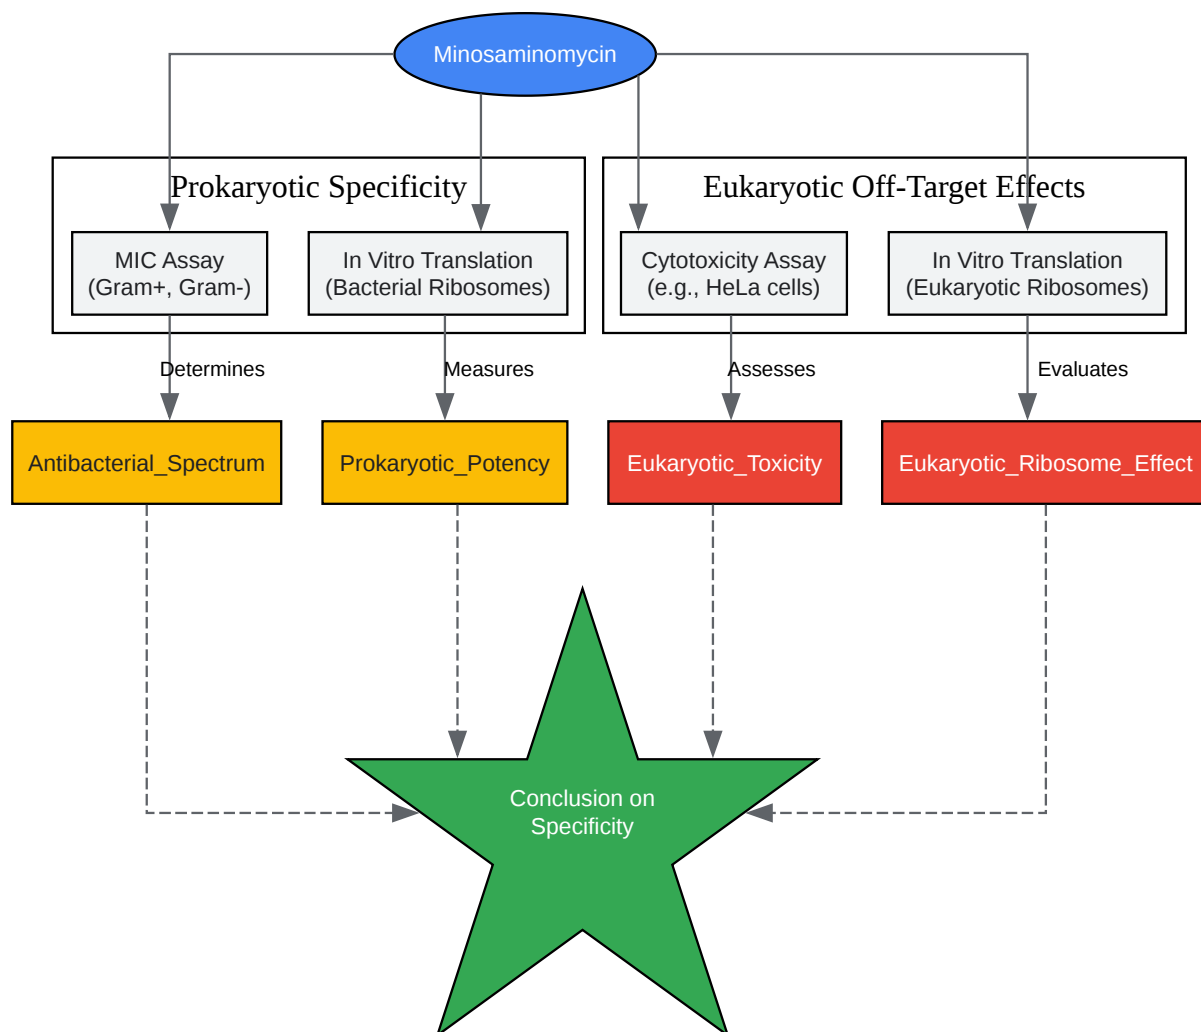 Minosaminomycin
Prokaryotic Specificity
Eukaryotic Off-Target Effects
MIC Assay
(Gram+, Gram-)
In Vitro Translation
(Bacterial Ribosomes)
Cytotoxicity Assay
(e.g., HeLa cells)
In Vitro Translation
(Eukaryotic Ribosomes)
Determines
Measures
Assesses
Evaluates
Antibacterial_Spectrum
Prokaryotic_Potency
Eukaryotic_Toxicity
Eukaryotic_Ribosome_Effect
Conclusion on
Specificity